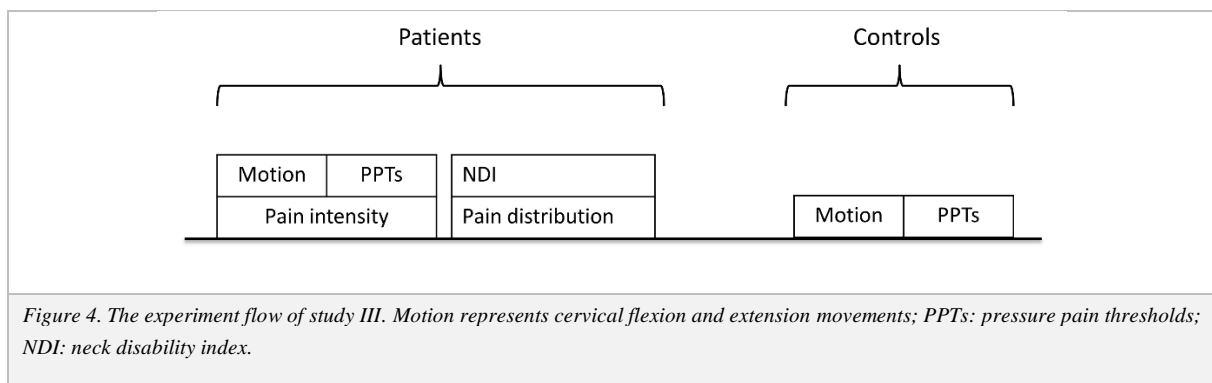 Patients Controls
Motion PPTs NDI
Pain intensity Pain distribution Motion PPTs
Figure 4. The experiment flow of study III. Motion represents cervical flexion and extension movements; PPTs: pressure pain thresholds;
NDI: neck disability index.